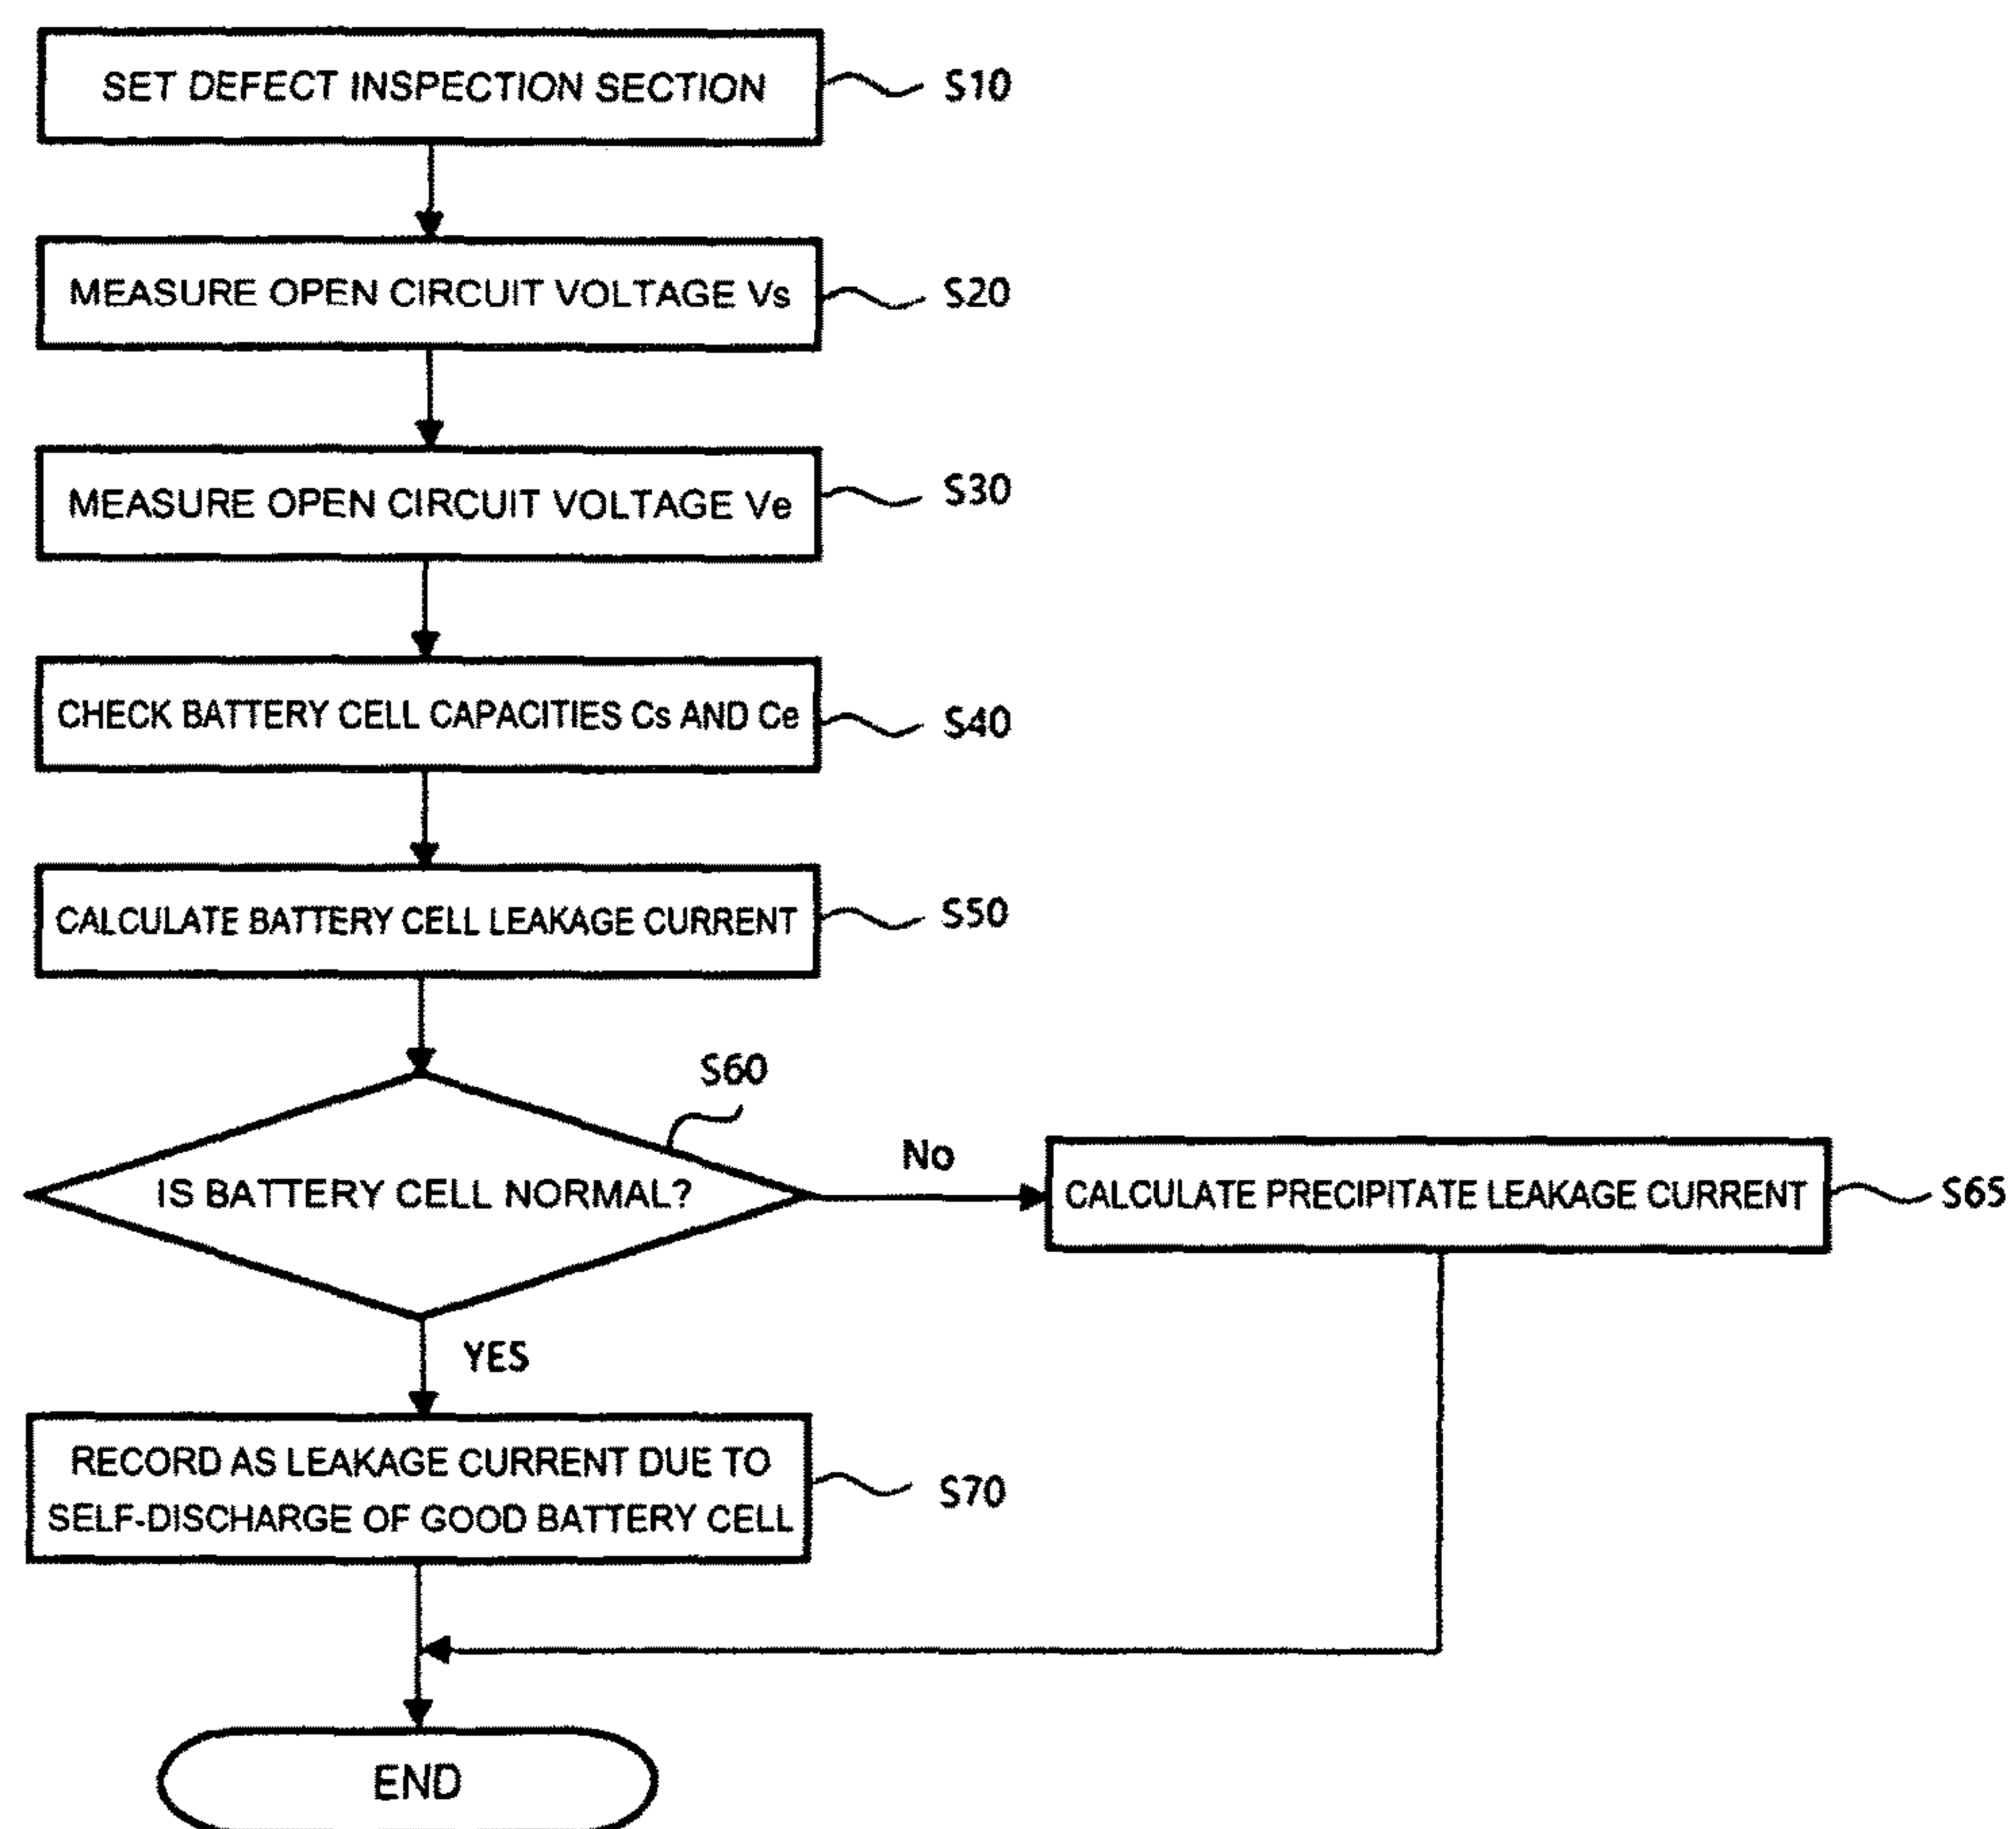 SET DEFECT INSPECTION SECTION
S10
MEASURE OPEN CIRCUIT VOLTAGE Vs
S20
MEASURE OPEN CIRCUIT VOLTAGE Ve
S30
CHECK BATTERY CELL CAPACITIES Cs AND Ce
S40
CALCULATE BATTERY CELL LEAKAGE CURRENT
S50
S60
IS BATTERY CELL NORMAL?
No
CALCULATE PRECIPITATE LEAKAGE CURRENT
S65
YES
RECORD AS LEAKAGE CURRENT DUE TO
SELF-DISCHARGE OF GOOD BATTERY CELL
S70
END